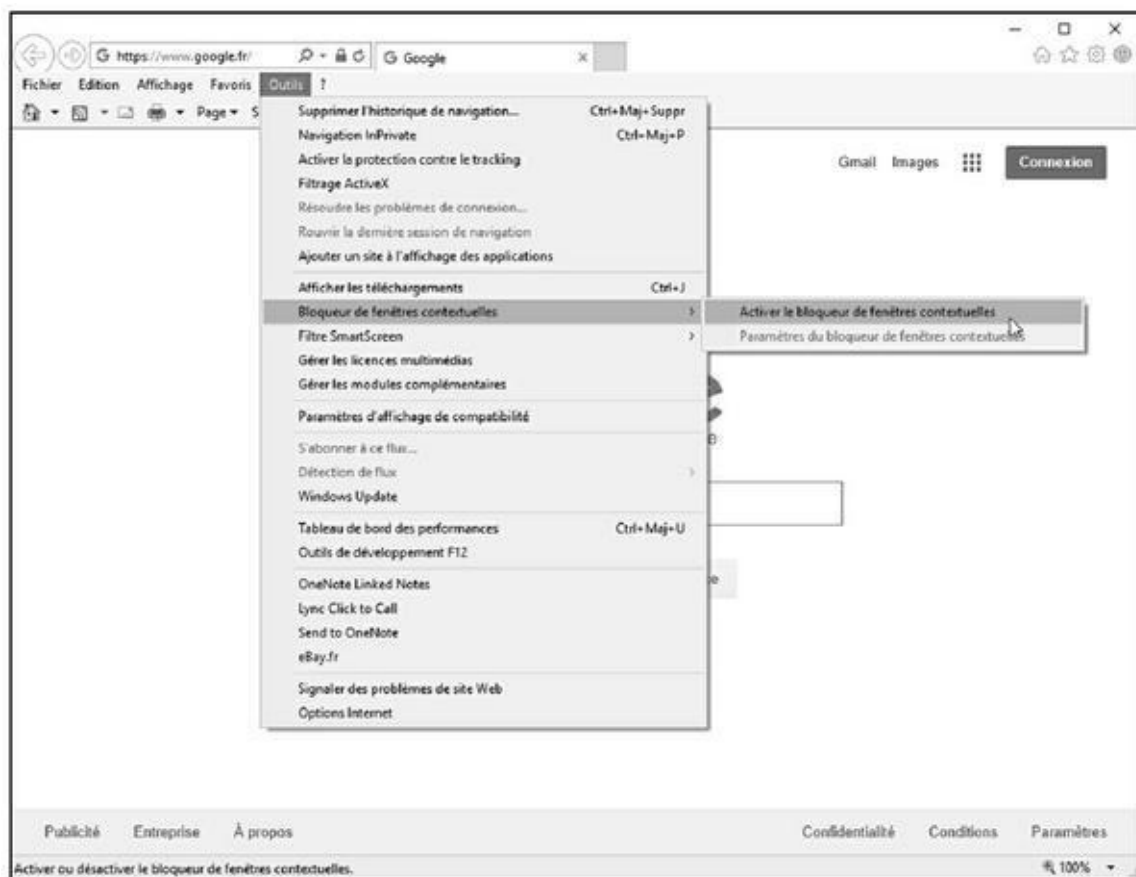 https://www.google.fr/
Google
Fichier Edition Affichage Favoris Outils ?
Page
Supprimer l'historique de navigation... Ctrl+Maj+Suppr
Navigation InPrivate Ctrl+Maj+P
Activer la protection contre le tracking
Filtrage ActiveX
Résoudre les problèmes de connexion...
Rouvrir la dernière session de navigation
Ajouter un site à l'affichage des applications
Gmail Images Connexion
Afficher les téléchargements Ctrl+J
Bloqueur de fenêtres contextuelles
Activer le bloqueur de fenêtres contextuelles
Filtre SmartScreen
Paramètres du bloqueur de fenêtres contextuelles
Gérer les licences multimédias
Gérer les modules complémentaires
Paramètres d'affichage de compatibilité
S'abonner à ce flux...
Détection de flux
Windows Update
Tableau de bord des performances Ctrl+Maj+U
Outils de développement F12
OneNote Linked Notes
Lync Click to Call
Send to OneNote
eBay.fr
Signaler des problèmes de site Web
Options Internet
Publicité Entreprise À propos Confidentialité Conditions Paramètres
Activer ou désactiver le bloqueur de fenêtres contextuelles. 100%